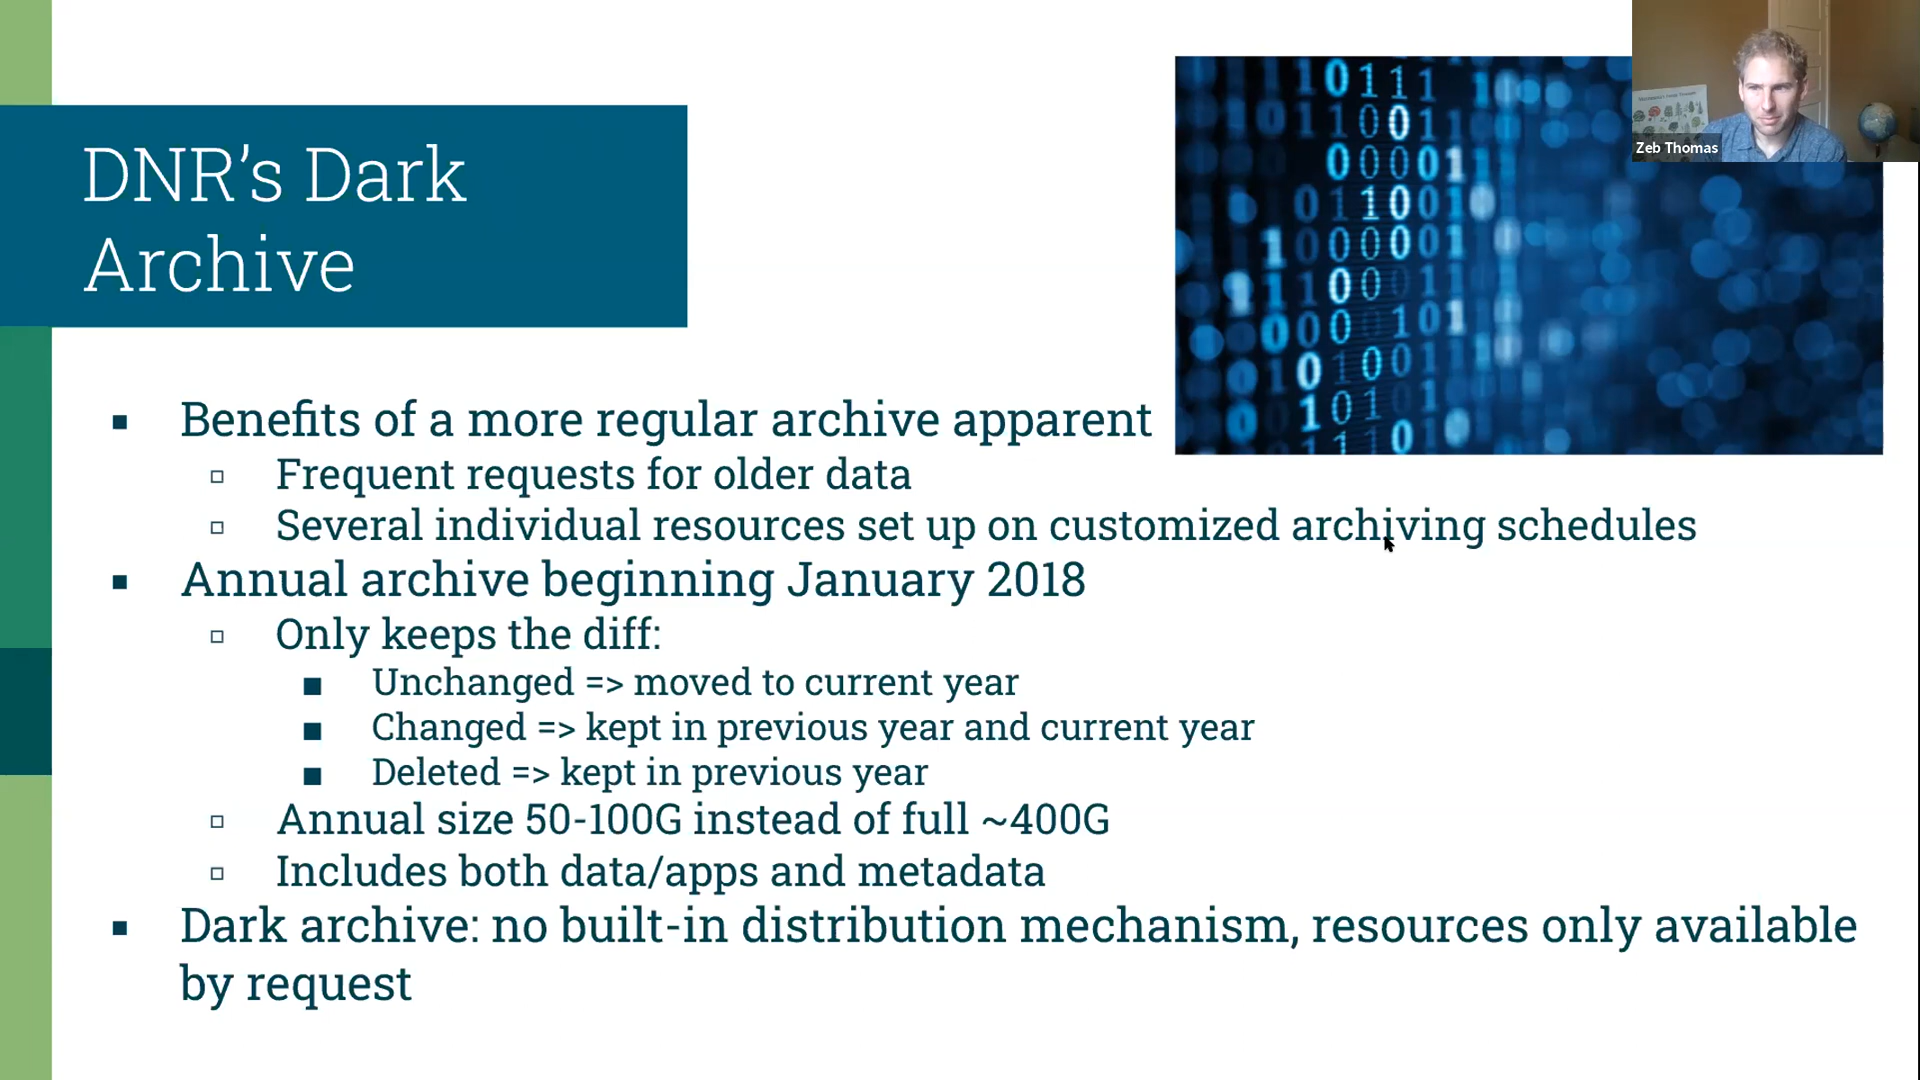 DNR's Dark
Archive
Zeb Thomas
Benefits of a more regular archive apparent
Frequent requests for older data
Several individual resources set up on customized archiving schedules
Annual archive beginning January 2018
Only keeps the diff:
Unchanged => moved to current year
Changed => kept in previous year and current year
Deleted => kept in previous year
Annual size 50-100G instead of full ~400G
Includes both data/apps and metadata
Dark archive: no built-in distribution mechanism, resources only available
by request